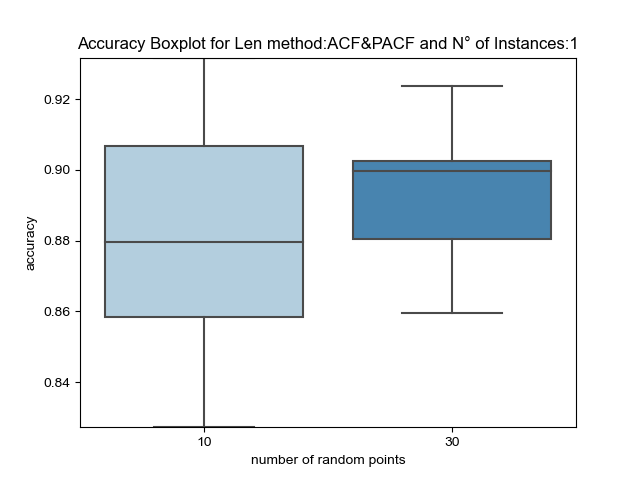 Accuracy Boxplot for Len method:ACF&PACF and N° of Instances:1
0.92
0.90
0.88
0.86
0.84
accuracy
10
30
number of random points